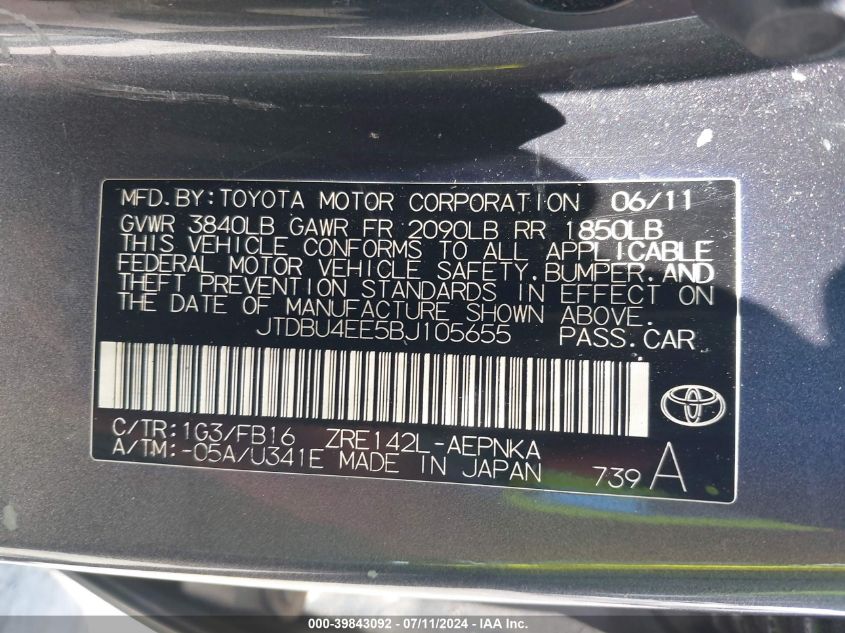 MFD.BY:TOYOTA MOTOR CORPORATION 06/11
GVWR 3840LB GAWR FR 2090LB RR 1850LB
THIS VEHICLE CONFORMS TO ALL APPLICABLE
FEDERAL MOTOR VEHICLE SAFETY.BUMPER.AND
THEFT PREVENTION STANDARDS IN EFFECT ON
THE DATE OF MANUFACTURE SHOWN ABOVE.
JTDBU4EE5BJ105655 PASS.CAR
C/TR:1G3/FB16 ZRE142L-AEPNKA
A/TM:-05A/U341E MADE IN JAPAN 739A
000-39843092 - 07/11/2024 - IAAI.com